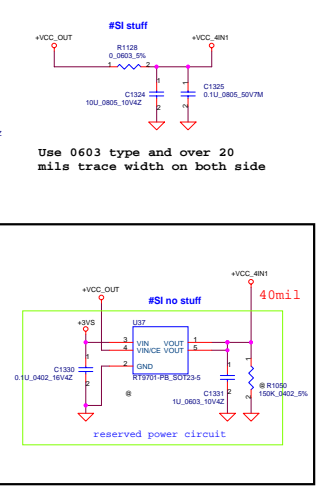 #SI stuff
+VCC_OUT
+VCC_4IN1
R1128
0_0603_5%
1 2
C1324
10U_0805_10V4Z
1
2
C1325
0.1U_0805_50V7M
1
2
Use 0603 type and over 20
mils trace width on both side
+VCC_OUT
+VCC_4IN1
#SI no stuff
40mil
+3VS
U37
3 VIN VOUT 1
4 VIN/CE VOUT 5
2 GND
RT9701-PB_SOT23-5
@
C1330
0.1U_0402_16V4Z
1
2
C1331
1U_0603_10V4Z
1
2
@ R1050
150K_0402_5%
1
2
reserved power circuit